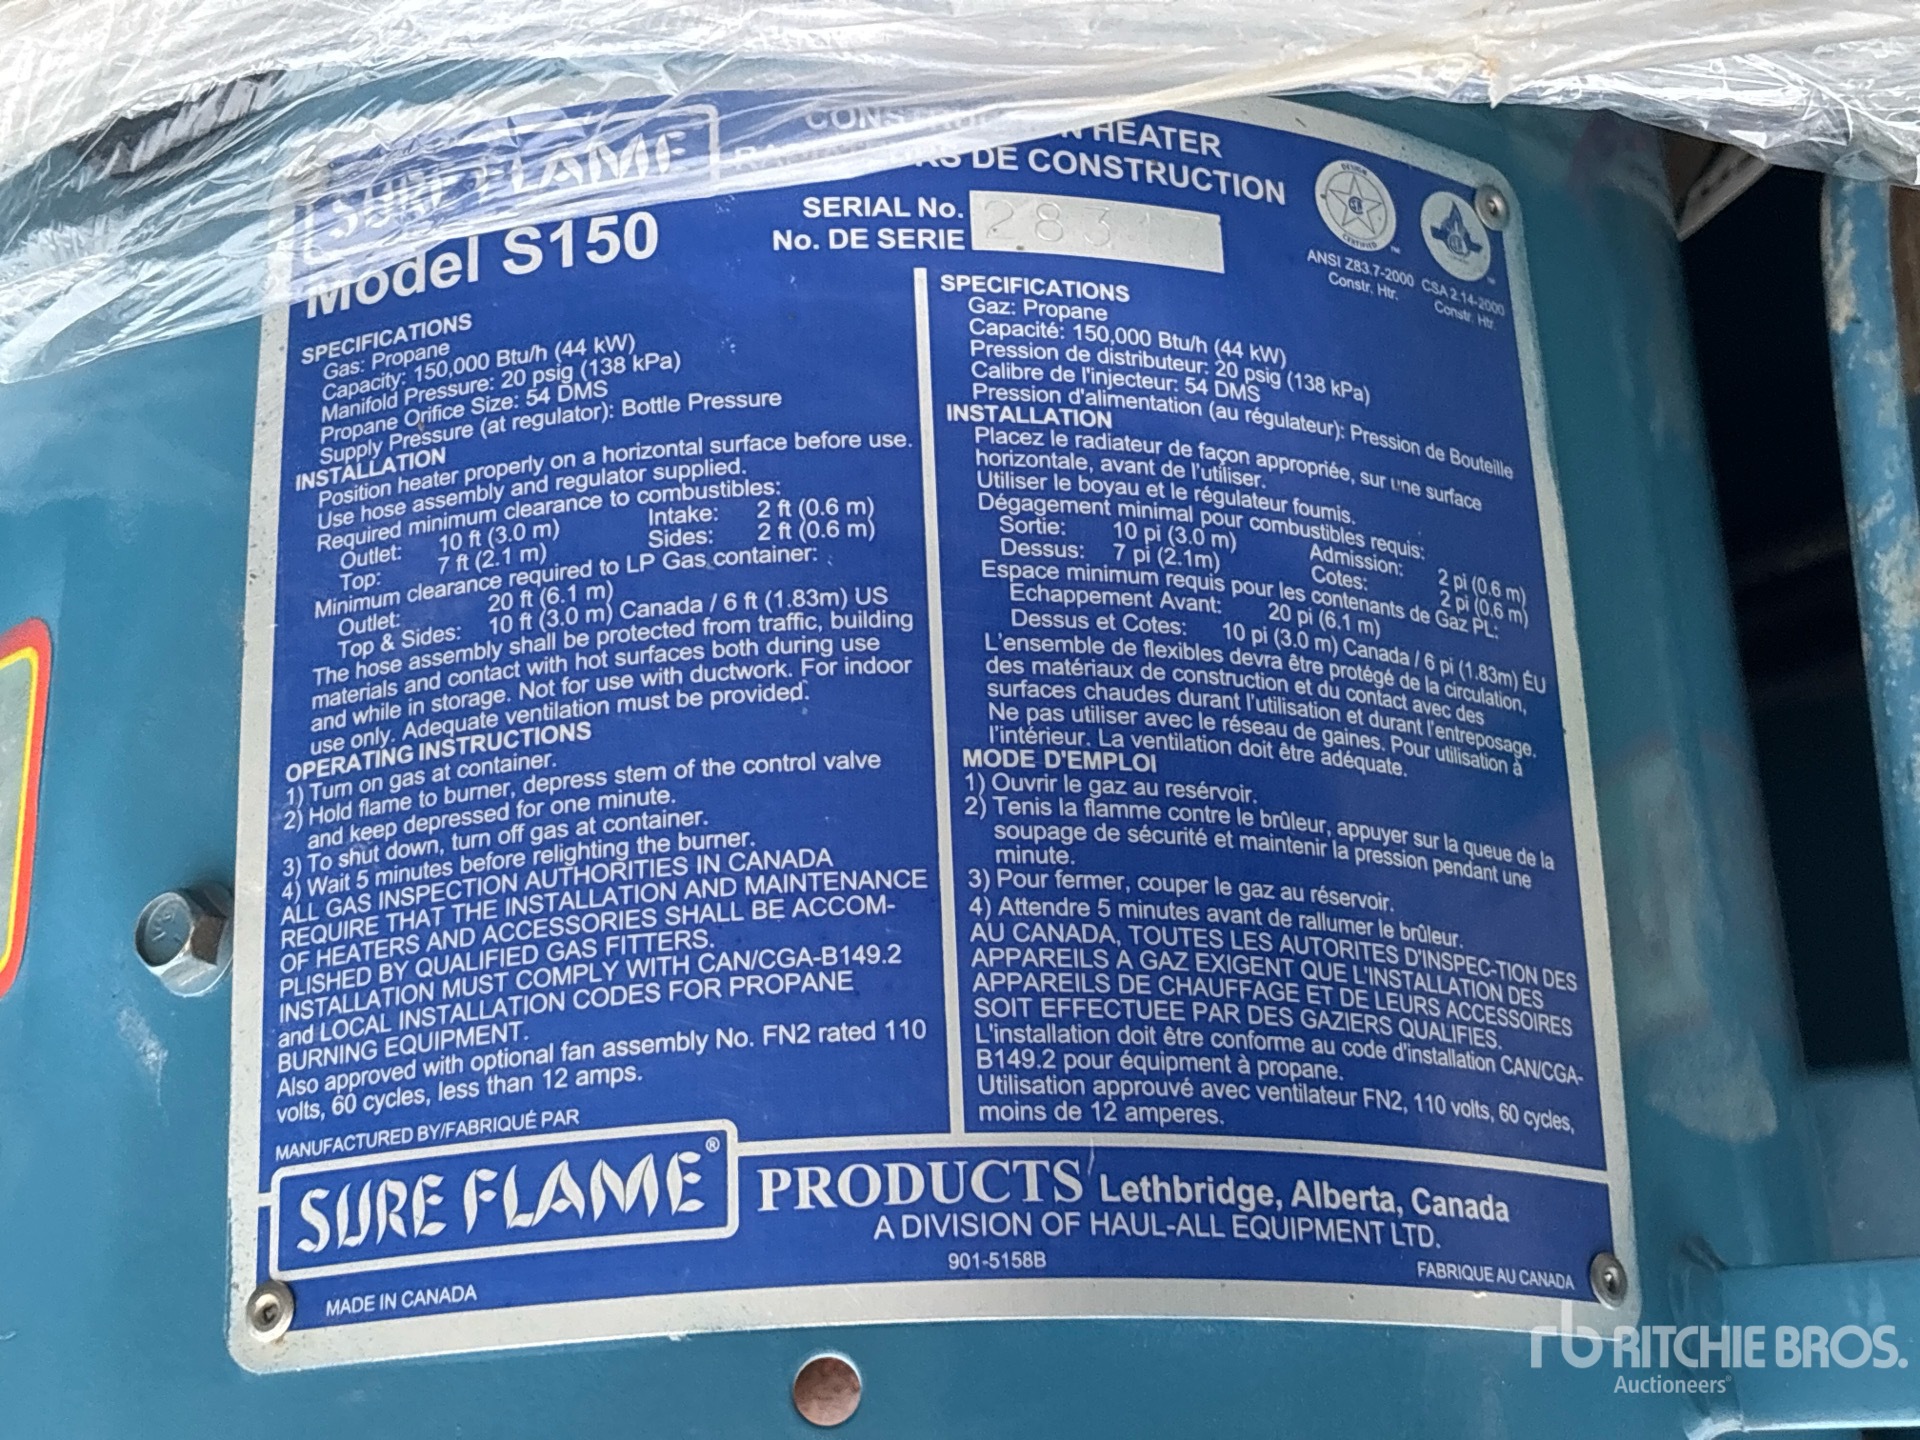 SURE FLAME
CONSTRUCTION HEATER
DE CONSTRUCTION
Model S150
SERIAL No.
No. DE SERIE
ANSI Z83.7-2000
Constr. Htr.
CSA 2.14-2000
Constr. Htr.
SPECIFICATIONS
Gas: Propane
Capacity: 150,000 Btu/h (44 kW)
Manifold Pressure: 20 psig (138 kPa)
Propane Orifice Size: 54 DMS
Supply Pressure (at regulator): Bottle Pressure
INSTALLATION
Position heater properly on a horizontal surface before use.
Use hose assembly and regulator supplied.
Required minimum clearance to combustibles:
Outlet: 10 ft (3.0 m) Intake: 2 ft (0.6 m)
Top: 7 ft (2.1 m) Sides: 2 ft (0.6 m)
Minimum clearance required to LP Gas container:
Outlet: 20 ft (6.1 m)
Top & Sides: 10 ft (3.0 m) Canada / 6 ft (1.83m) US
The hose assembly shall be protected from traffic, building
materials and contact with hot surfaces both during use
and while in storage. Not for use with ductwork. For indoor
use only. Adequate ventilation must be provided.
OPERATING INSTRUCTIONS
1) Turn on gas at container.
2) Hold flame to burner, depress stem of the control valve
and keep depressed for one minute.
3) To shut down, turn off gas at container.
4) Wait 5 minutes before relighting the burner.
ALL GAS INSPECTION AUTHORITIES IN CANADA
REQUIRE THAT THE INSTALLATION AND MAINTENANCE
OF HEATERS AND ACCESSORIES SHALL BE ACCOM-
PLISHED BY QUALIFIED GAS FITTERS.
INSTALLATION MUST COMPLY WITH CAN/CGA-B149.2
and LOCAL INSTALLATION CODES FOR PROPANE
BURNING EQUIPMENT.
Also approved with optional fan assembly No. FN2 rated 110
volts, 60 cycles, less than 12 amps.
SPECIFICATIONS
Gaz: Propane
Capacité: 150,000 Btu/h (44 kW)
Pression de distributeur: 20 psig (138 kPa)
Calibre de l'injecteur: 54 DMS
Pression d'alimentation (au régulateur): Pression de Bouteille
INSTALLATION
Placez le radiateur de façon appropriée, sur une surface
horizontale, avant de l'utiliser.
Utiliser le boyau et le régulateur fournis.
Dégagement minimal pour combustibles requis:
Sortie: 10 pi (3.0 m) Admission: 2 pi (0.6 m)
Dessus: 7 pi (2.1m) Cotes: 2 pi (0.6 m)
Espace minimum requis pour les contenants de Gaz PL:
Echappement Avant: 20 pi (6.1 m)
Dessus et Cotes: 10 pi (3.0 m) Canada / 6 pi (1.83m) ÉU
L'ensemble de flexibles devra être protégé de la circulation,
des matériaux de construction et du contact avec des
surfaces chaudes durant l'utilisation et durant l'entreposage.
Ne pas utiliser avec le réseau de gaines. Pour utilisation à
l'intérieur. La ventilation doit être adéquate.
MODE D'EMPLOI
1) Ouvrir le gaz au resérvoir.
2) Tenis la flamme contre le brûleur, appuyer sur la queue de la
soupage de sécurité et maintenir la pression pendant une
minute.
3) Pour fermer, couper le gaz au réservoir.
4) Attendre 5 minutes avant de rallumer le brûleur.
AU CANADA, TOUTES LES AUTORITES D'INSPEC-TION DES
APPAREILS A GAZ EXIGENT QUE L'INSTALLATION DES
APPAREILS DE CHAUFFAGE ET DE LEURS ACCESSOIRES
SOIT EFFECTUEE PAR DES GAZIERS QUALIFIES.
L'installation doit être conforme au code d'installation CAN/CGA-
B149.2 pour équipment à propane.
Utilisation approuvé avec ventilateur FN2, 110 volts, 60 cycles,
moins de 12 amperes.
MANUFACTURED BY/FABRIQUÉ PAR
SURE FLAME® PRODUCTS Lethbridge, Alberta, Canada
A DIVISION OF HAUL-ALL EQUIPMENT LTD.
901-5158B
MADE IN CANADA
FABRIQUE AU CANADA
rb RITCHIE BROS.
Auctioneers